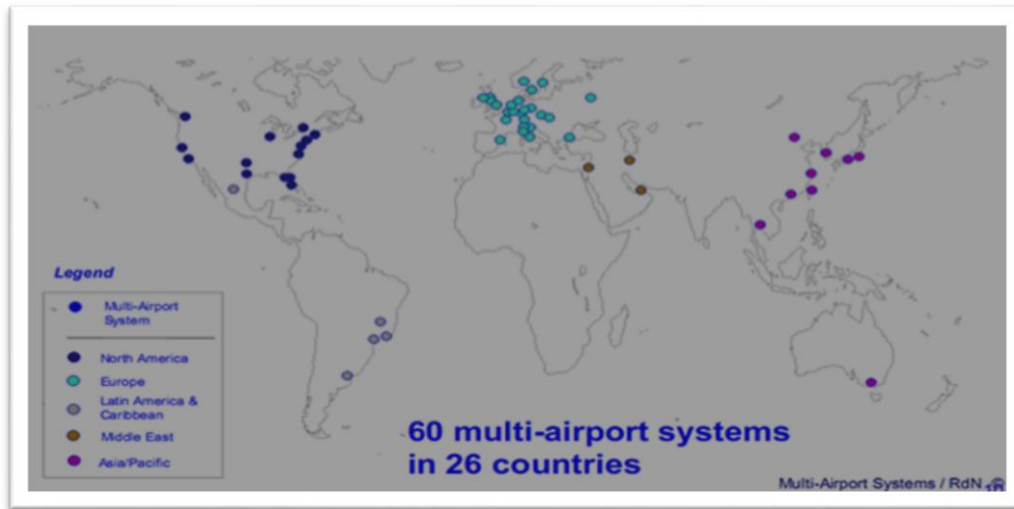 Legend
Multi-Airport
System
North America
Europe
Latin America &
Caribbean
Middle East
Asia/Pacific
60 multi-airport systems
in 26 countries
Multi-Airport Systems / RdN ©